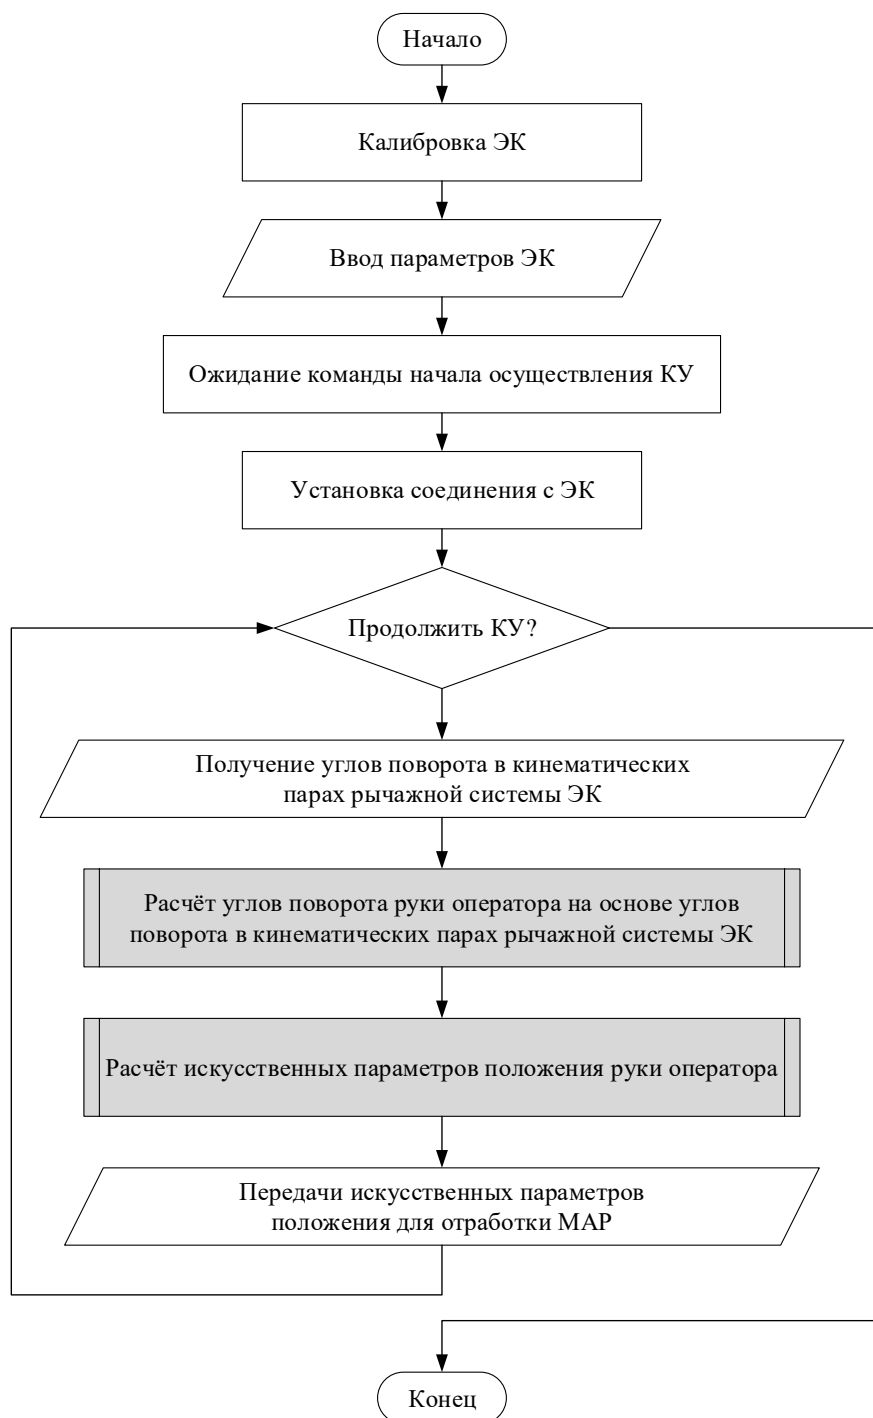 Начало
Калибровка ЭК
Ввод параметров ЭК
Ожидание команды начала осуществления КУ
Установка соединения с ЭК
Продолжить КУ?
Получение углов поворота в кинематических
парах рычажной системы ЭК
Расчёт углов поворота руки оператора на основе углов
поворота в кинематических парах рычажной системы ЭК
Расчёт искусственных параметров положения руки оператора
Передачи искусственных параметров
положения для отработки МАР
Конец